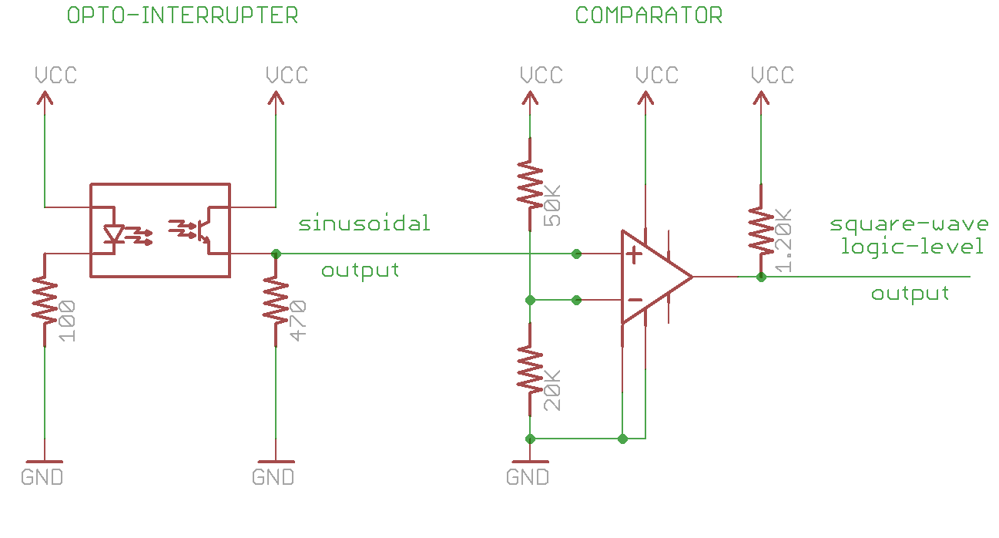 OPTO-INTERRUPTER COMPARATOR
VCC VCC VCC VCC VCC
50K
1.20K
sinusoidal
output
square-wave
logic-level
output
+
-
100
470
20K
GND GND GND